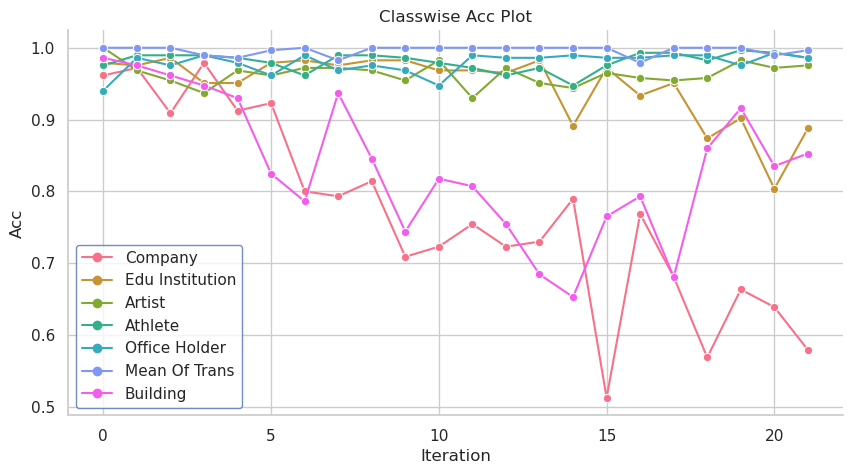 Classwise Acc Plot
1.0
0.9
0.8
0.7
0.6
0.5
Acc
Company
Edu Institution
Artist
Athlete
Office Holder
Mean Of Trans
Building
0 5 10 15 20
Iteration